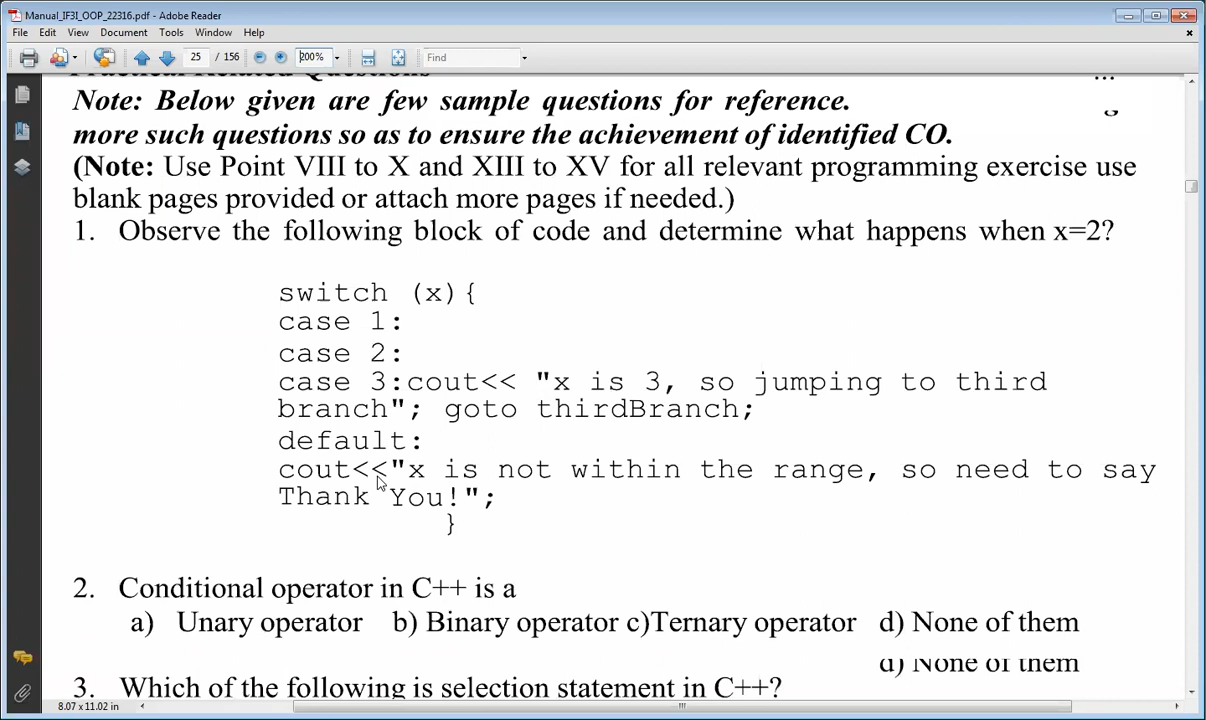 Manual_IF3I_OOP_22316.pdf - Adobe Reader
File Edit View Document Tools Window Help
25 / 156 200% Find
Practical Related Questions
Note: Below given are few sample questions for reference.
more such questions so as to ensure the achievement of identified CO.
(Note: Use Point VIII to X and XIII to XV for all relevant programming exercise use
blank pages provided or attach more pages if needed.)
1. Observe the following block of code and determine what happens when x=2?
switch (x){
case 1:
case 2:
case 3:cout<< "x is 3, so jumping to third
branch"; goto thirdBranch;
default:
cout<<"x is not within the range, so need to say
Thank You!";
}
2. Conditional operator in C++ is a
a) Unary operator b) Binary operator c)Ternary operator d) None of them
d) None of them
3. Which of the following is selection statement in C++?
8.07 x 11.02 in